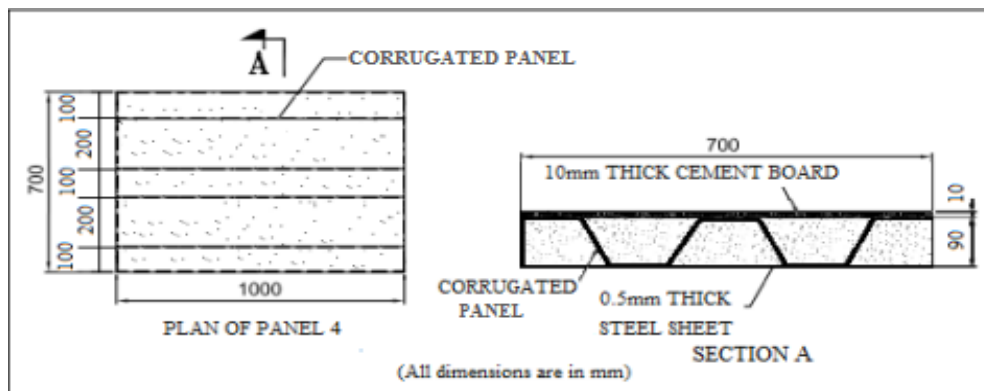 A
CORRUGATED PANEL
100
200
100
200
100
700
1000
PLAN OF PANEL 4
700
10mm THICK CEMENT BOARD
10
90
CORRUGATED
PANEL
0.5mm THICK
STEEL SHEET
SECTION A
(All dimensions are in mm)